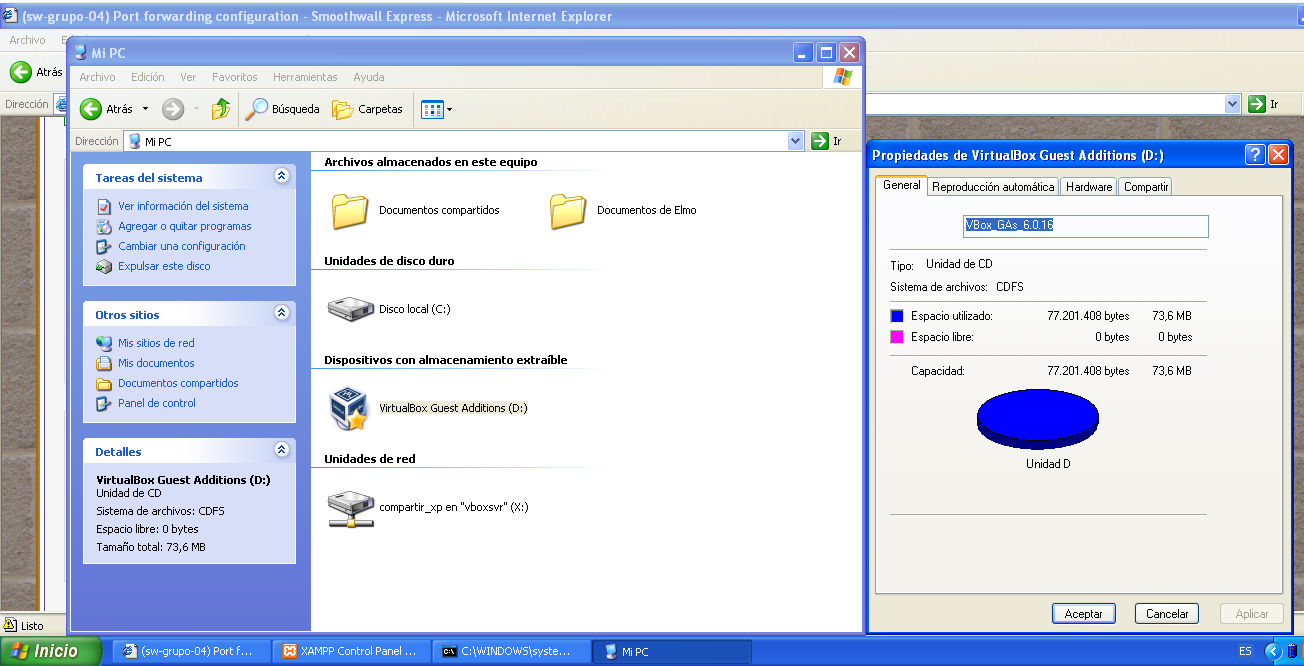 (sw-grupo-04) Port forwarding configuration - Smoothwall Express - Microsoft Internet Explorer
Archivo
Atrás
Dirección
Ir
Mi PC
Archivo Edición Ver Favoritos Herramientas Ayuda
Atrás Búsqueda Carpetas
Dirección Mi PC Ir
Tareas del sistema
Ver información del sistema
Agregar o quitar programas
Cambiar una configuración
Expulsar este disco
Otros sitios
Mis sitios de red
Mis documentos
Documentos compartidos
Panel de control
Detalles
VirtualBox Guest Additions (D:)
Unidad de CD
Sistema de archivos: CDFS
Espacio libre: 0 bytes
Tamaño total: 73,6 MB
Archivos almacenados en este equipo
Documentos compartidos Documentos de Elmo
Unidades de disco duro
Disco local (C:)
Dispositivos con almacenamiento extraíble
VirtualBox Guest Additions (D:)
Unidades de red
compartir_xp en "vboxsvr" (X:)
Propiedades de VirtualBox Guest Additions (D:)
General Reproducción automática Hardware Compartir
VBox_GAs_6.0.16
Tipo: Unidad de CD
Sistema de archivos: CDFS
Espacio utilizado: 77.201.408 bytes 73,6 MB
Espacio libre: 0 bytes 0 bytes
Capacidad: 77.201.408 bytes 73,6 MB
Unidad D
Aceptar Cancelar Aplicar
Listo
Inicio (sw-grupo-04) Port f... XAMPP Control Panel ... C:\WINDOWS\syste... Mi PC ES